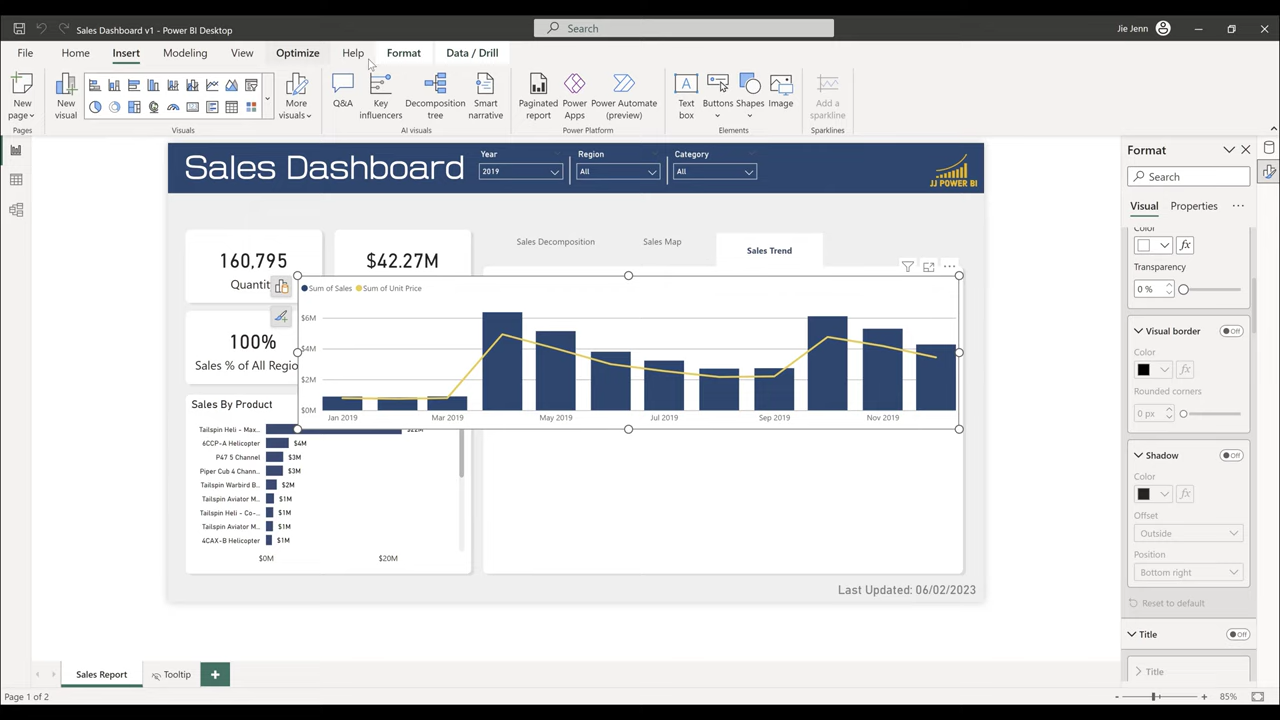 Sales Dashboard v1 - Power BI Desktop
Search
Jie Jenn
File
Home
Insert
Modeling
View
Optimize
Help
Format
Data / Drill
New page
New visual
More visuals
Q&A
Key influencers
Decomposition tree
Smart narrative
Paginated report
Power Apps
Power Automate (preview)
Text box
Buttons
Shapes
Image
Add a sparkline
Pages
Visuals
AI visuals
Power Platform
Elements
Sparklines
Sales Dashboard
Year
2019
Region
All
Category
All
JJ POWER BI
160,795
Quantit
$42.27M
100%
Sales % of All Regio
Sales Decomposition
Sales Map
Sales Trend
Sum of Sales
Sum of Unit Price
$6M
$4M
$2M
$0M
Jan 2019
Mar 2019
May 2019
Jul 2019
Sep 2019
Nov 2019
Sales By Product
Tailspin Heli - Max...
$22M
6CCP-A Helicopter
$4M
P47 5 Channel
$3M
Piper Cub 4 Chann...
$3M
Tailspin Warbird B...
$2M
Tailspin Aviator M...
$1M
Tailspin Heli - Co-...
$1M
Tailspin Aviator M...
$1M
4CAX-B Helicopter
$1M
$0M
$20M
Last Updated: 06/02/2023
Format
Search
Visual
Properties
Color
Transparency
0 %
Visual border
Off
Color
Rounded corners
0 px
Shadow
Off
Color
Offset
Outside
Position
Bottom right
Reset to default
Title
Off
Title
Sales Report
Tooltip
Page 1 of 2
85%